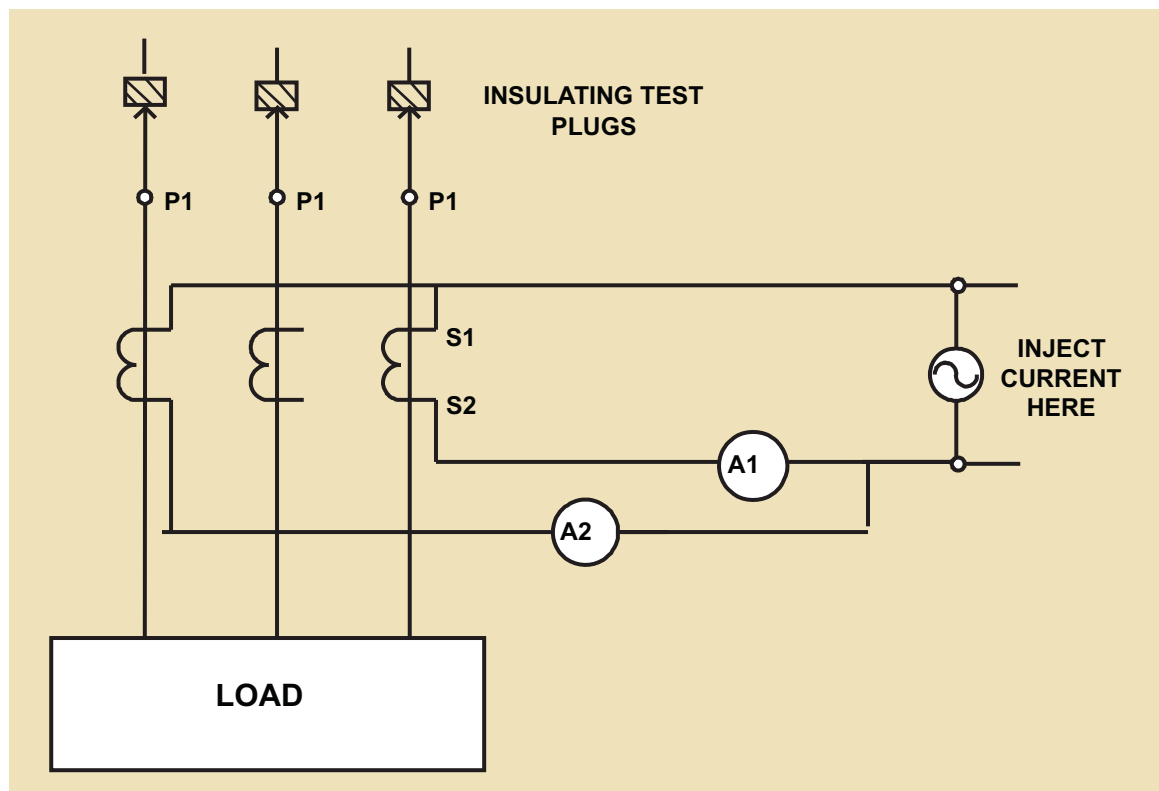 INSULATING TEST
PLUGS
P1
P1
P1
S1
S2
INJECT
CURRENT
HERE
A1
A2
LOAD